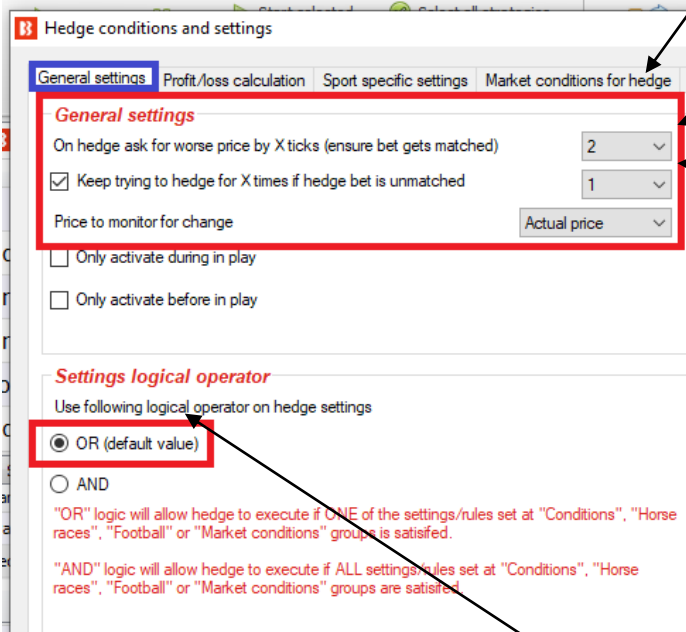 Start selected Select all strategies
B Hedge conditions and settings
General settings Profit/loss calculation Sport specific settings Market conditions for hedge
General settings
On hedge ask for worse price by X ticks (ensure bet gets matched) 2
Keep trying to hedge for X times if hedge bet is unmatched 1
Price to monitor for change Actual price
Only activate during in play
Only activate before in play
Settings logical operator
Use following logical operator on hedge settings
OR (default value)
AND
"OR" logic will allow hedge to execute if ONE of the settings/rules set at "Conditions", "Horse
races", "Football" or "Market conditions" groups is satisifed.
"AND" logic will allow hedge to execute if ALL settings/rules set at "Conditions", "Horse
races", "Football" or "Market conditions" groups are satisifed.